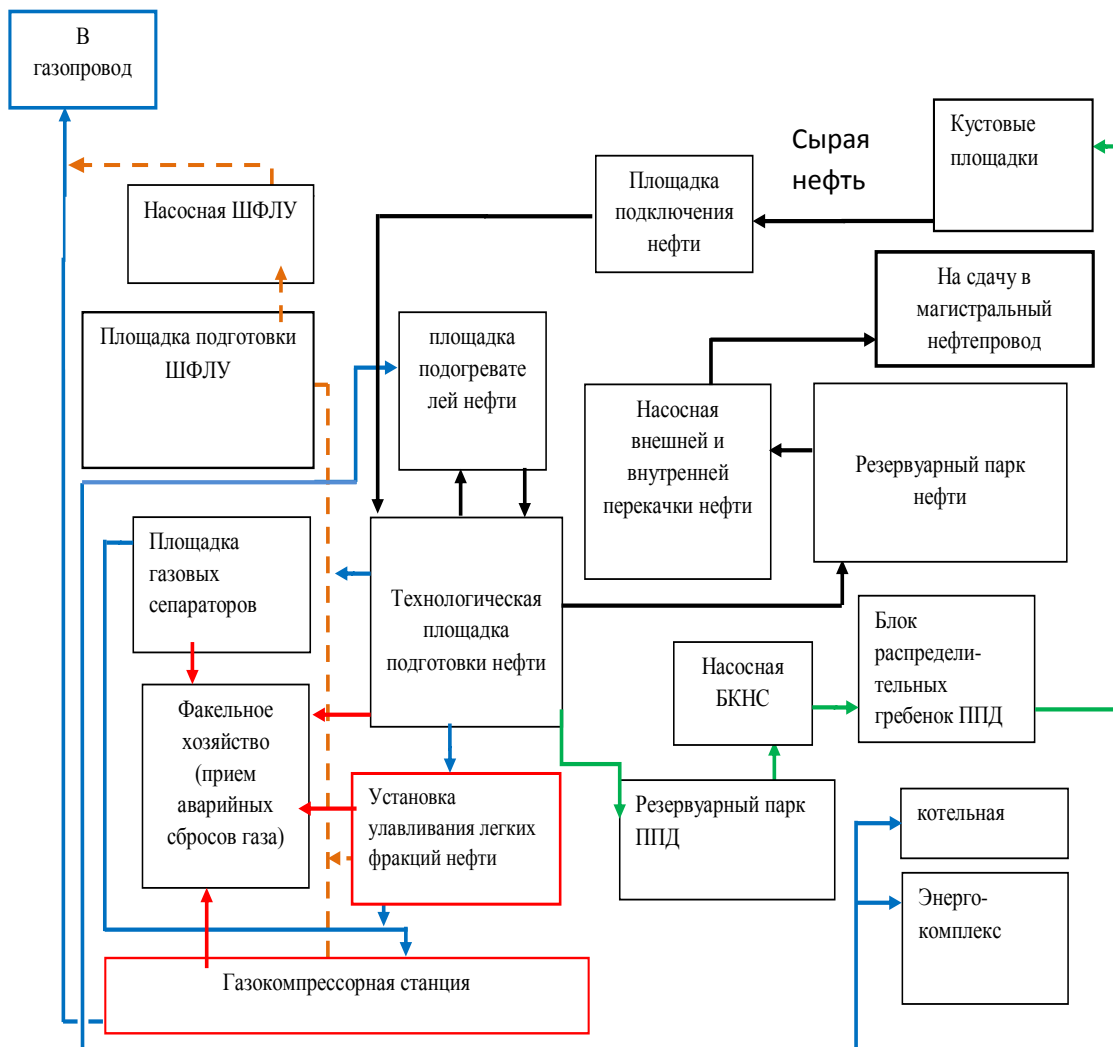 В
газопровод
Сырая
нефть
Кустовые
площадки
Площадка
подключения
нефти
Насосная ШФЛУ
На сдачу в
магистральный
нефтепровод
Площадка подготовки
ШФЛУ
площадка
подогревате
лей нефти
Насосная
внешней и
внутренней
перекачки нефти
Резервуарный парк
нефти
Площадка
газовых
сепараторов
Технологическая
площадка
подготовки нефти
Насосная
БКНС
Блок
распредели-
тельных
гребенок ППД
Факельное
хозяйство
(прием
аварийных
сбросов газа)
Установка
улавливания легких
фракций нефти
Резервуарный парк
ППД
котельная
Энерго-
комплекс
Газокомпрессорная станция